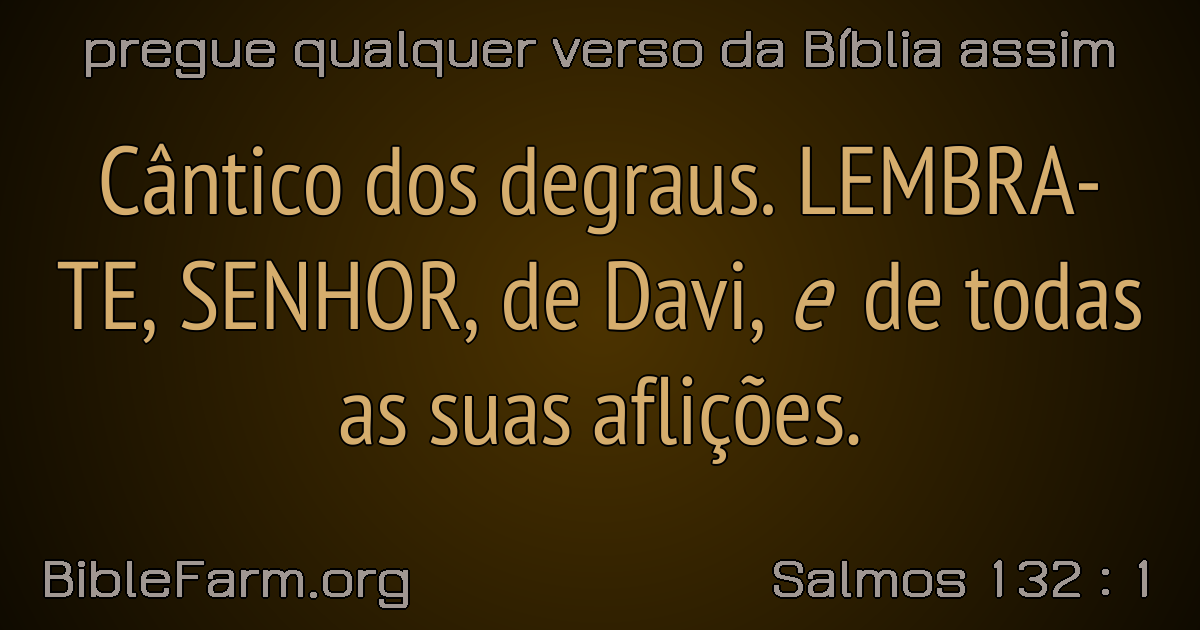 pregue qualquer verso da Bíblia assim
Cântico dos degraus. LEMBRA-
TE, SENHOR, de Davi, e de todas
as suas aflições.
BibleFarm.org
Salmos 132 : 1